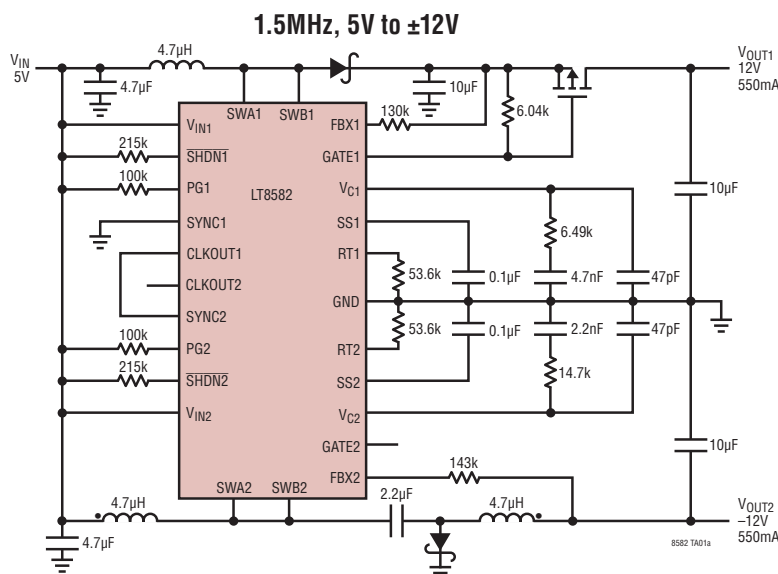 1.5MHz, 5V to ±12V
V_IN
5V
4.7µH
V_OUT1
12V
550mA
4.7µF
10µF
SWA1 SWB1
130k
6.04k
V_IN1
FBX1
215k
SHDN1
GATE1
100k
PG1
LT8582
V_C1
10µF
SYNC1
SS1
6.49k
CLKOUT1
RT1
53.6k
0.1µF
4.7nF
47pF
CLKOUT2
GND
SYNC2
53.6k
0.1µF
2.2nF
47pF
100k
PG2
RT2
215k
SHDN2
SS2
14.7k
V_IN2
V_C2
GATE2
10µF
SWA2 SWB2
FBX2
143k
4.7µH
2.2µF
4.7µH
V_OUT2
–12V
550mA
4.7µF
8582 TA01a